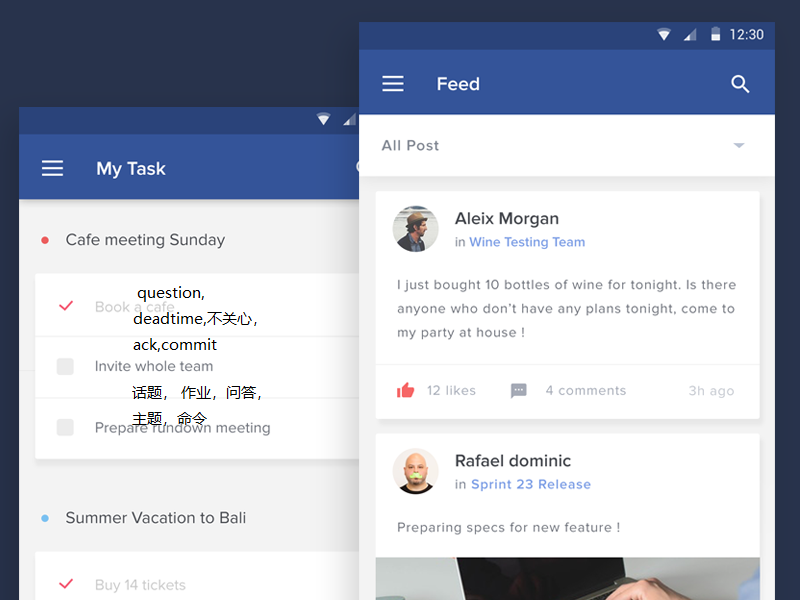 My Task
Cafe meeting Sunday
Book a cafe
question,
deadtime,不关心，
ack,commit
Invite whole team
话题， 作业，问答，
主题，命令
Prepare rundown meeting
Summer Vacation to Bali
Buy 14 tickets
12:30
Feed
All Post
Aleix Morgan
in Wine Testing Team
I just bought 10 bottles of wine for tonight. Is there
anyone who don't have any plans tonight, come to
my party at house !
12 likes
4 comments
3h ago
Rafael dominic
in Sprint 23 Release
Preparing specs for new feature !